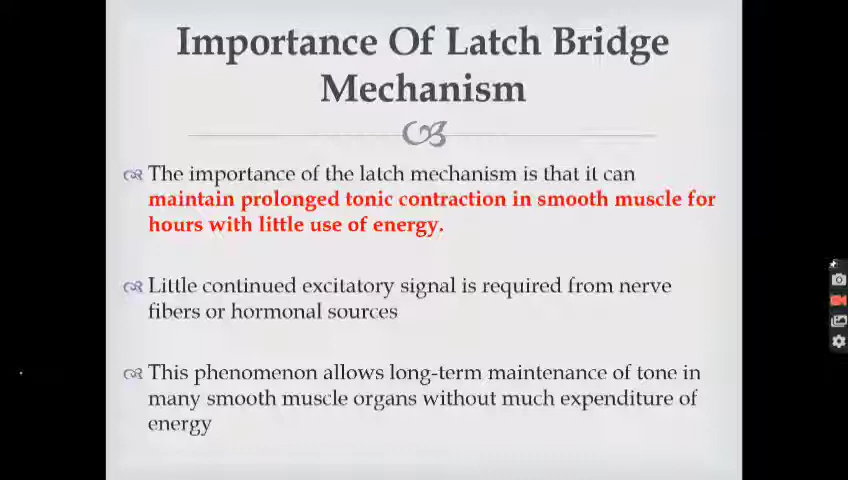 Importance Of Latch Bridge
Mechanism
The importance of the latch mechanism is that it can
maintain prolonged tonic contraction in smooth muscle for
hours with little use of energy.
Little continued excitatory signal is required from nerve
fibers or hormonal sources
This phenomenon allows long-term maintenance of tone in
many smooth muscle organs without much expenditure of
energy